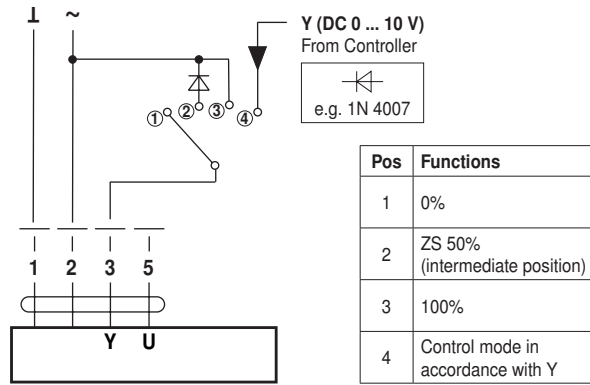 ⊥ ~
Y (DC 0 ... 10 V)
From Controller
e.g. 1N 4007
① ② ③ ④
1 2 3 5
Y U
Pos Functions
1 0%
2 ZS 50%
(intermediate position)
3 100%
4 Control mode in
accordance with Y